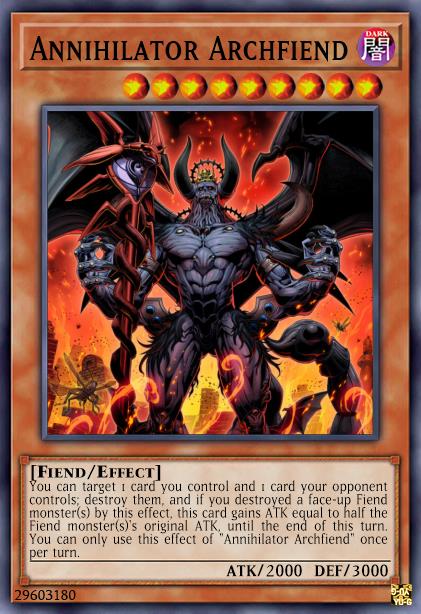 ANNIHILATOR ARCHFIEND
DARK
闇
[FIEND/EFFECT]
You can target 1 card you control and 1 card your opponent
controls; destroy them, and if you destroyed a face-up Fiend
monster(s) by this effect, this card gains ATK equal to half the
Fiend monster(s)'s original ATK, until the end of this turn.
You can only use this effect of "Annihilator Archfiend" once
per turn.
ATK/2000 DEF/3000
29603180